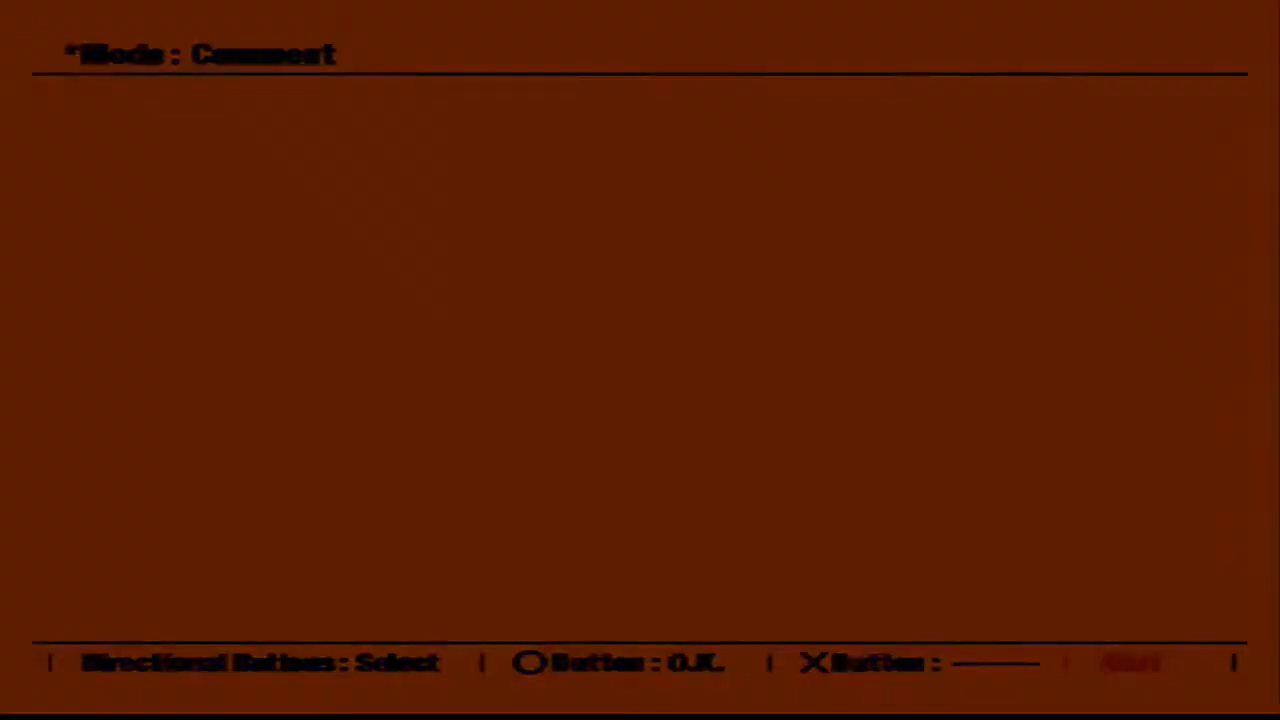 *Mode : Comment
| Directional Buttons : Select | ◯ Button : O.K. | ✕ Button : ——— | |